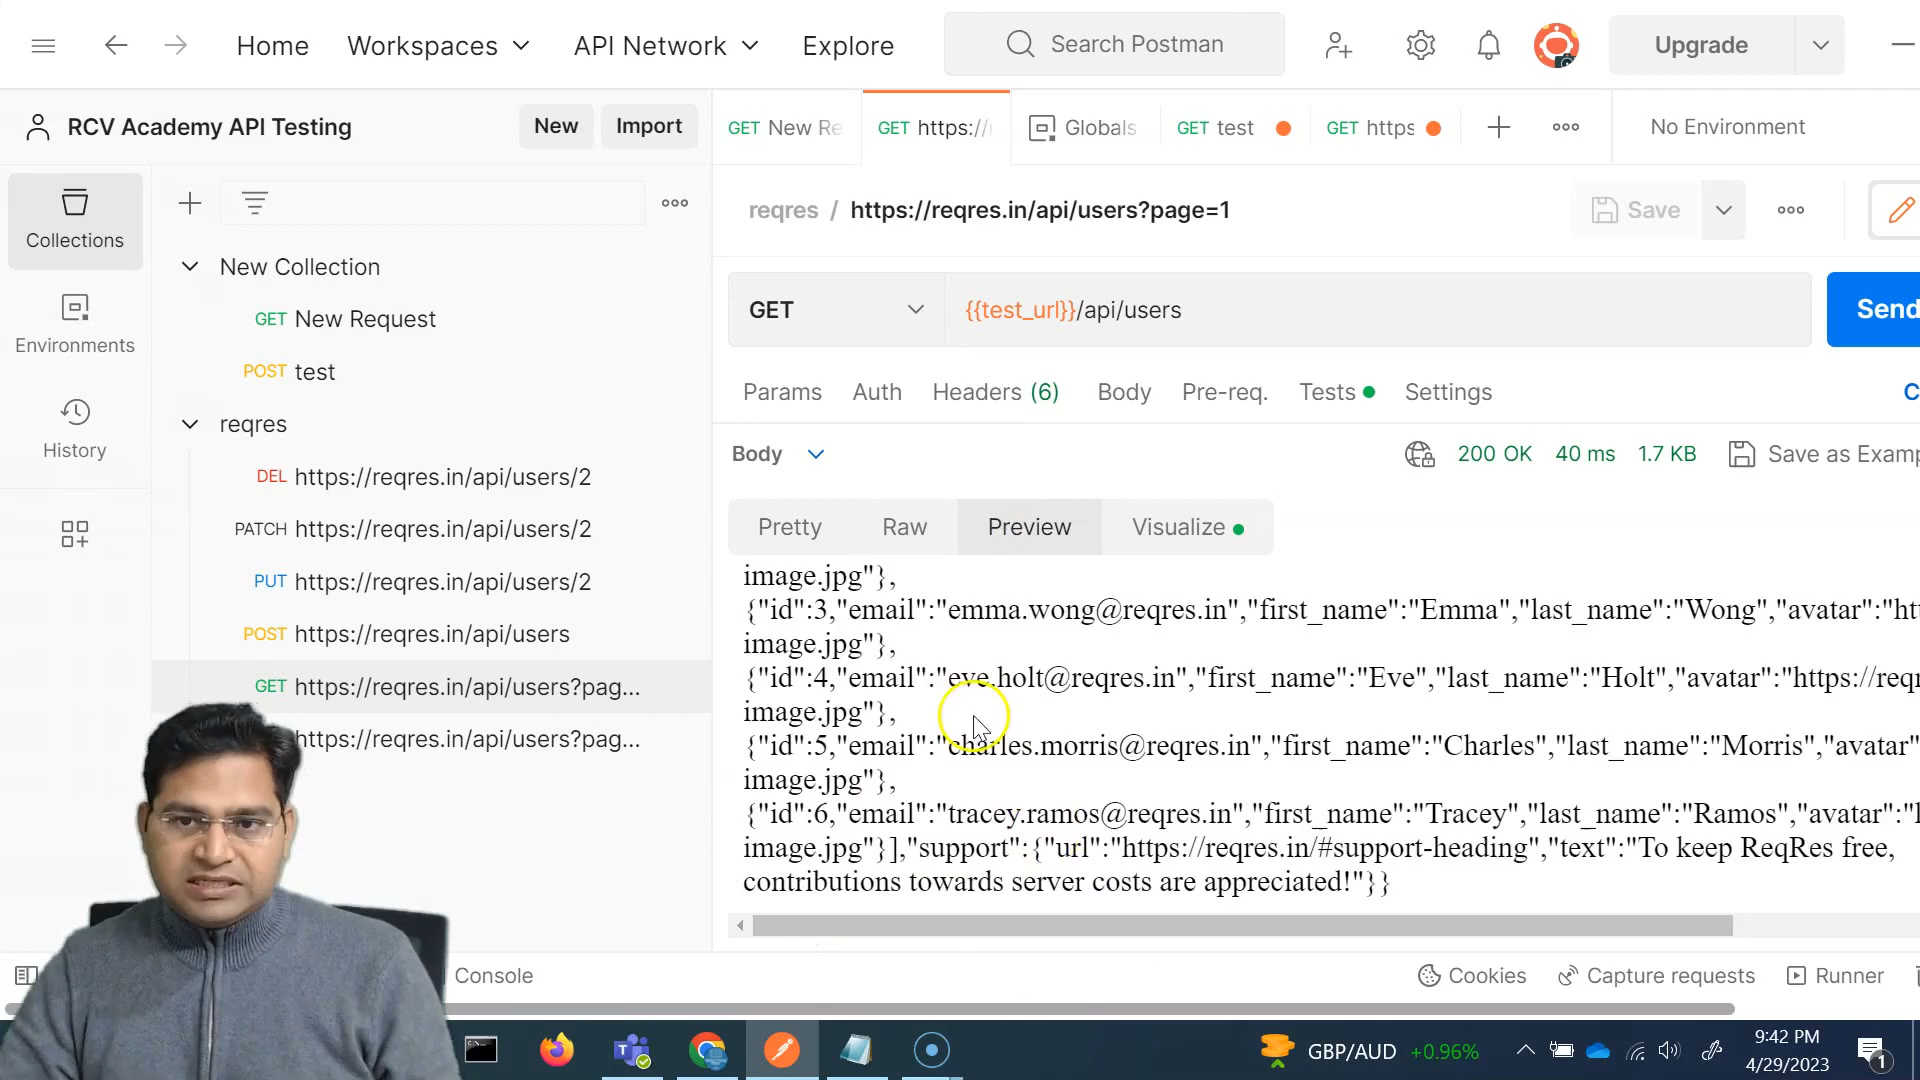 Home Workspaces API Network Explore Search Postman Upgrade
RCV Academy API Testing New Import
GET New Re GET https:// Globals GET test GET https No Environment
Collections
Environments
History
New Collection
GET New Request
POST test
reqres
DEL https://reqres.in/api/users/2
PATCH https://reqres.in/api/users/2
PUT https://reqres.in/api/users/2
POST https://reqres.in/api/users
GET https://reqres.in/api/users?pag...
https://reqres.in/api/users?pag...
reqres / https://reqres.in/api/users?page=1 Save
GET {{test_url}}/api/users Send
Params Auth Headers (6) Body Pre-req. Tests Settings C
Body 200 OK 40 ms 1.7 KB Save as Examp
Pretty Raw Preview Visualize
image.jpg"},
{"id":3,"email":"emma.wong@reqres.in","first_name":"Emma","last_name":"Wong","avatar":"htt
image.jpg"},
{"id":4,"email":"eve.holt@reqres.in","first_name":"Eve","last_name":"Holt","avatar":"https://reqr
image.jpg"},
{"id":5,"email":"charles.morris@reqres.in","first_name":"Charles","last_name":"Morris","avatar"
image.jpg"},
{"id":6,"email":"tracey.ramos@reqres.in","first_name":"Tracey","last_name":"Ramos","avatar":"h
image.jpg"}],"support":{"url":"https://reqres.in/#support-heading","text":"To keep ReqRes free,
contributions towards server costs are appreciated!"}}
Console Cookies Capture requests Runner
GBP/AUD +0.96% 9:42 PM
4/29/2023 1